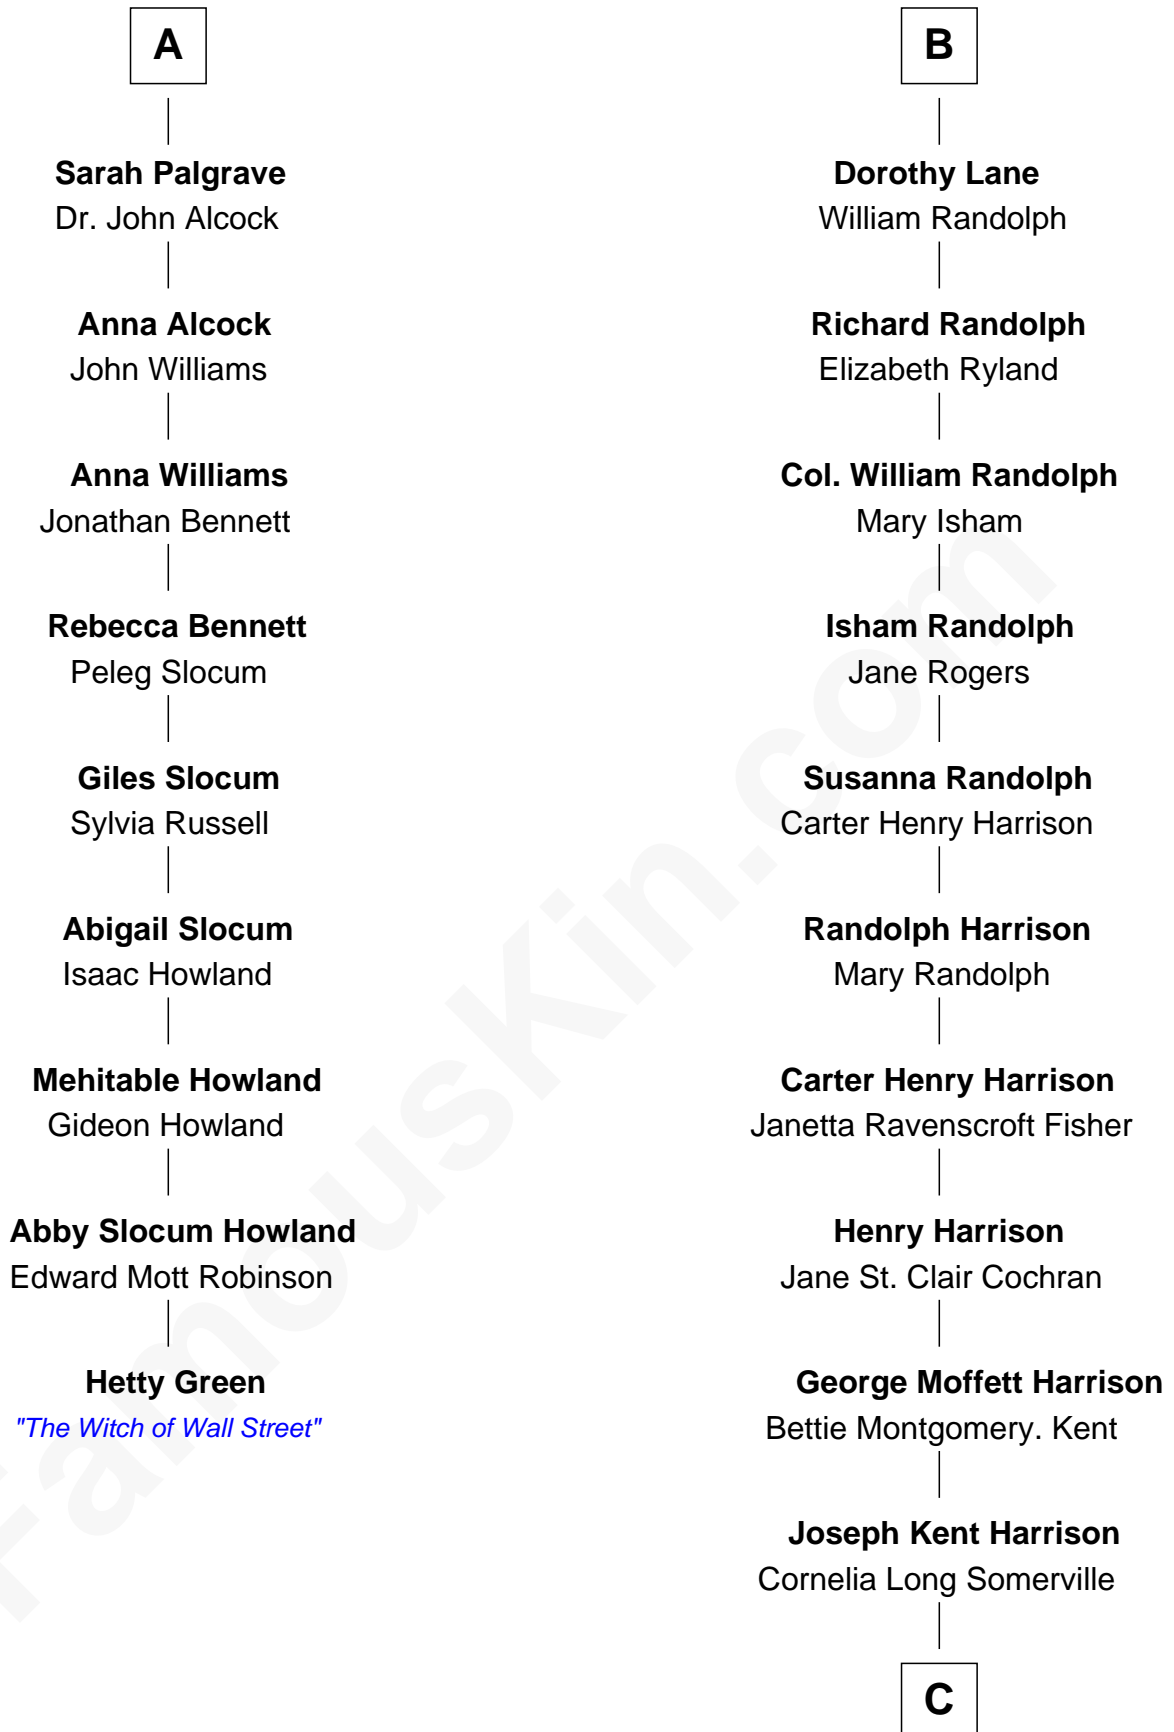 A
Sarah Palgrave
Dr. John Alcock
Anna Alcock
John Williams
Anna Williams
Jonathan Bennett
Rebecca Bennett
Peleg Slocum
Giles Slocum
Sylvia Russell
Abigail Slocum
Isaac Howland
Mehitable Howland
Gideon Howland
Abby Slocum Howland
Edward Mott Robinson
Hetty Green
"The Witch of Wall Street"
B
Dorothy Lane
William Randolph
Richard Randolph
Elizabeth Ryland
Col. William Randolph
Mary Isham
Isham Randolph
Jane Rogers
Susanna Randolph
Carter Henry Harrison
Randolph Harrison
Mary Randolph
Carter Henry Harrison
Janetta Ravenscroft Fisher
Henry Harrison
Jane St. Clair Cochran
George Moffett Harrison
Bettie Montgomery. Kent
Joseph Kent Harrison
Cornelia Long Somerville
C
FamousKin.com